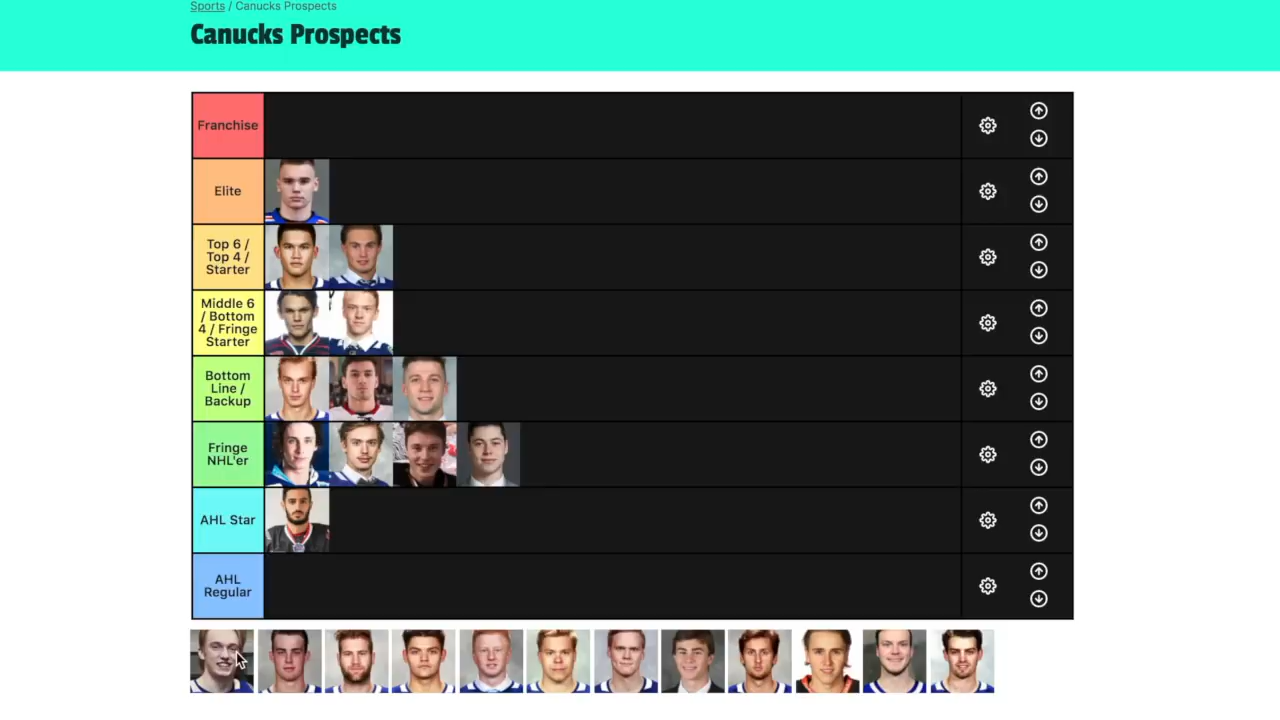 Sports / Canucks Prospects
Canucks Prospects
Franchise
Elite
Top 6 /
Top 4 /
Starter
Middle 6
/ Bottom
4 / Fringe
Starter
Bottom
Line /
Backup
Fringe
NHL'er
AHL Star
AHL
Regular